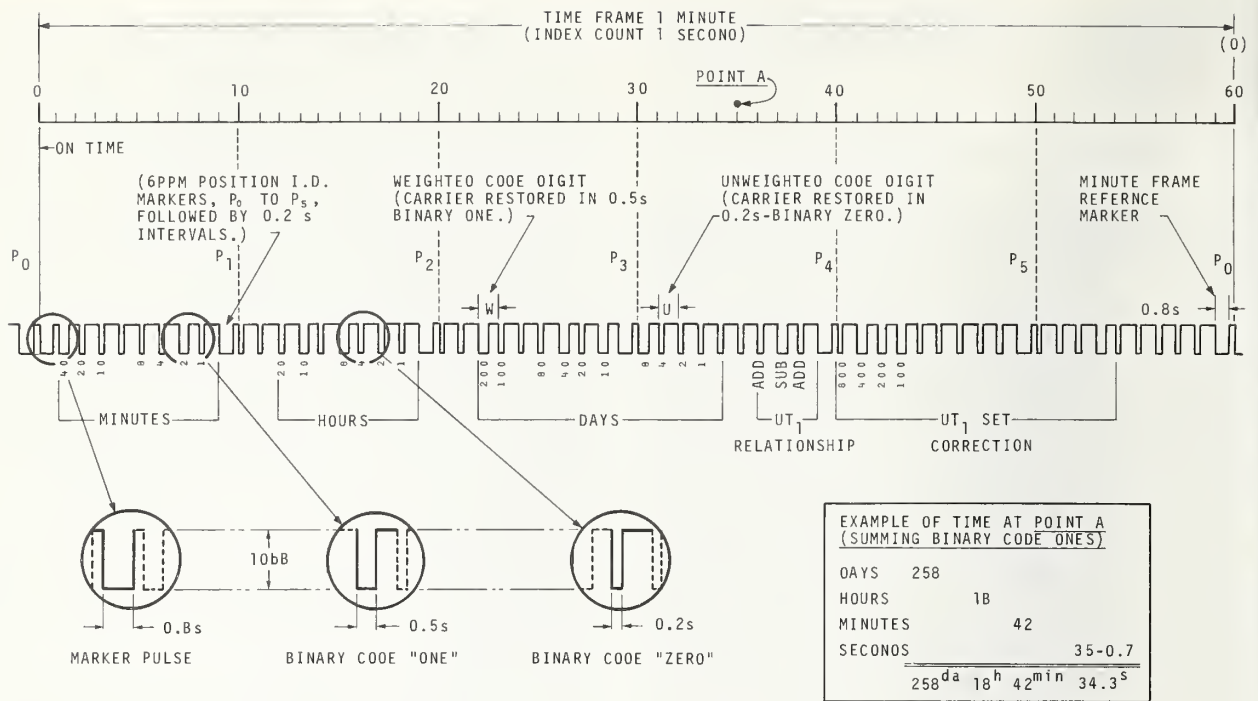 TIME FRAME 1 MINUTE
(INDEX COUNT 1 SECOND)
(0)
POINT A
0 10 20 30 40 50 60
ON TIME
(6PPM POSITION I.D.
MARKERS, P0 TO P5,
FOLLOWED BY 0.2 s
INTERVALS.)
WEIGHTEO COOE OIGIT
(CARRIER RESTORED IN 0.5s
BINARY ONE.)
UNWEIGHTEO COOE OIGIT
(CARRIER RESTORED IN
0.2s-BINARY ZERO.)
MINUTE FRAME
REFERNCE
MARKER
P0 P1 P2 P3 P4 P5 P0
W U 0.8s
40 20 10 8 4 2 1 20 10 8 4 2 1 200 100 80 40 20 10 8 4 2 1 ADD SUB ADD 800 400 200 100
MINUTES HOURS DAYS UT1 UT1 SET
RELATIONSHIP CORRECTION
10bB
0.8s 0.5s 0.2s
MARKER PULSE BINARY CODE "ONE" BINARY CODE "ZERO"
EXAMPLE OF TIME AT POINT A
(SUMMING BINARY CODE ONES)
OAYS 258
HOURS 1B
MINUTES 42
SECONOS 35-0.7
258da 18h 42min 34.3s